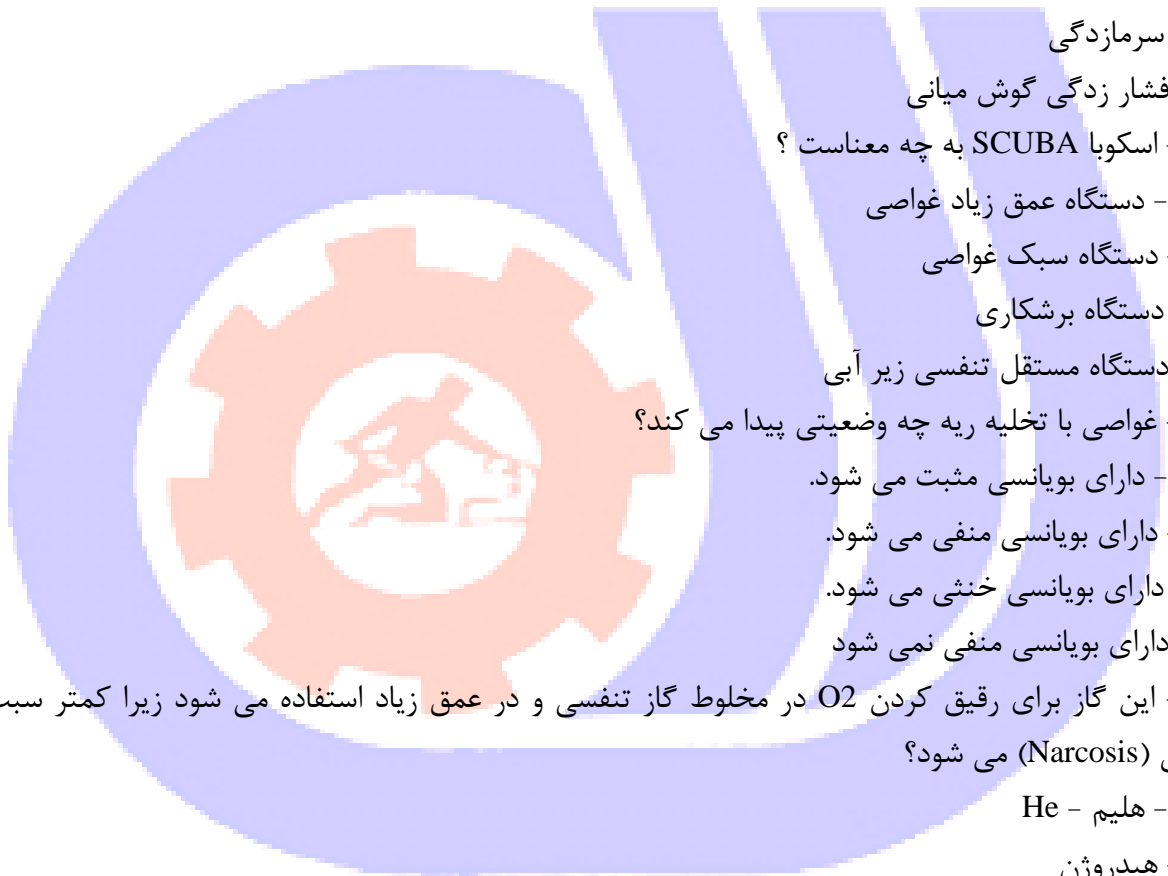 سرمازدگی
فشار زدگی گوش میانی
- اسکوبا SCUBA به چه معناست ؟
- دستگاه عمق زیاد غواصی
- دستگاه سبک غواصی
دستگاه برشکاری
دستگاه مستقل تنفسی زیر آبی
- غواصی با تخلیه ریه چه وضعیتی پیدا می کند؟
- دارای بویانسی مثبت می شود.
- دارای بویانسی منفی می شود.
دارای بویانسی خنثی می شود.
دارای بویانسی منفی نمی شود
- این گاز برای رقیق کردن O2 در مخلوط گاز تنفسی و در عمق زیاد استفاده می شود زیرا کمتر
(Narcosis) می شود؟
- هلیم - He
- هیدروژن